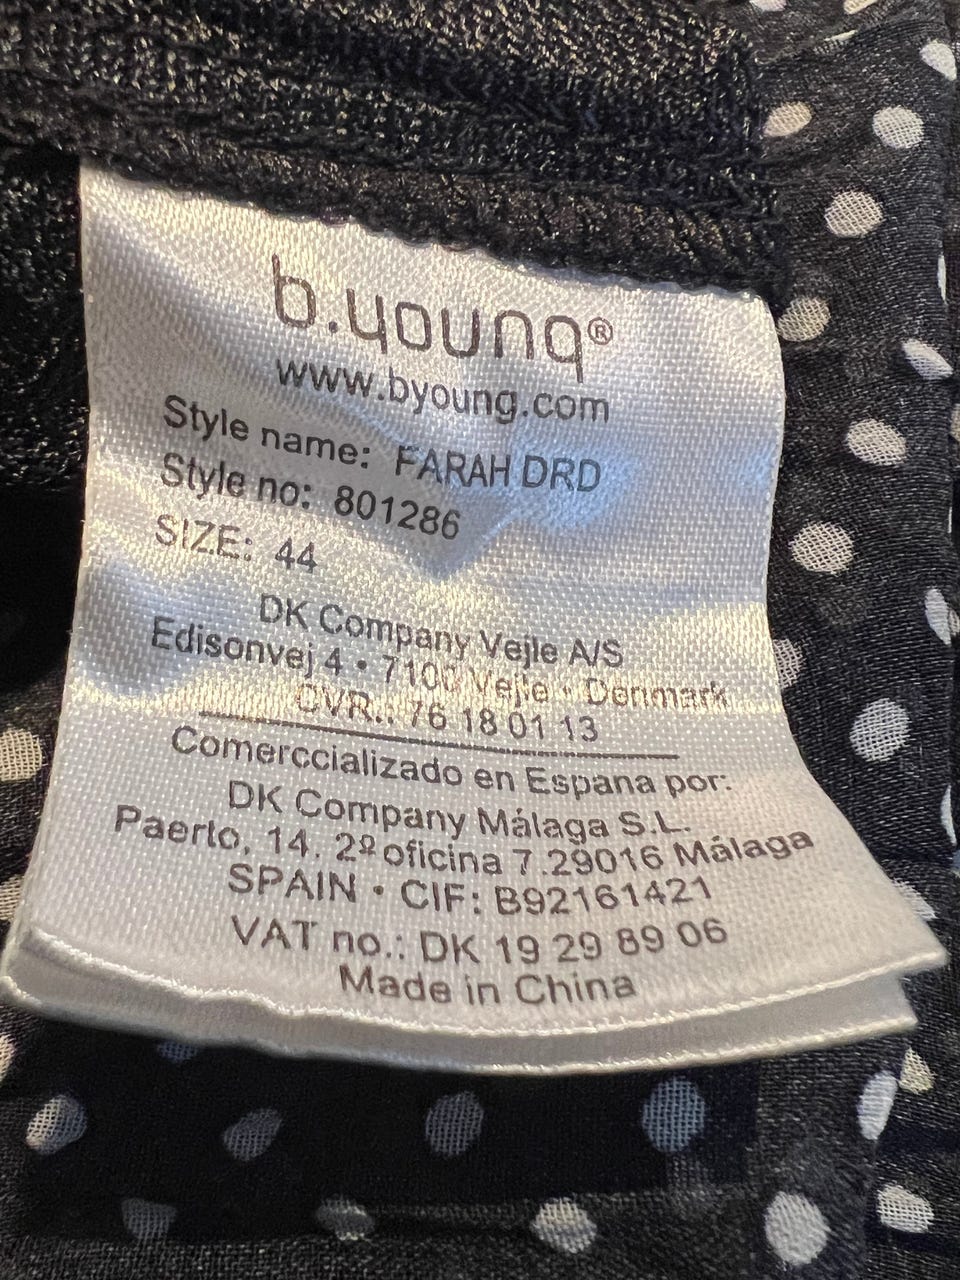 b.young®
www.byoung.com
Style name: FARAH DRD
Style no: 801286
SIZE: 44
DK Company Vejle A/S
Edisonvej 4 • 7100 Vejle • Denmark
CVR.: 76 18 01 13
Comerccializado en Espana por:
DK Company Málaga S.L.
Paerto, 14. 2º oficina 7.29016 Málaga
SPAIN • CIF: B92161421
VAT no.: DK 19 29 89 06
Made in China